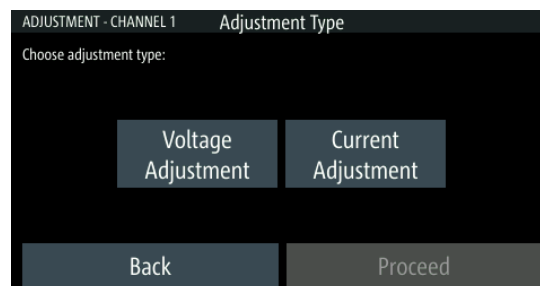 ADJUSTMENT - CHANNEL 1 Adjustment Type
Choose adjustment type:
Voltage
Adjustment
Current
Adjustment
Back
Proceed